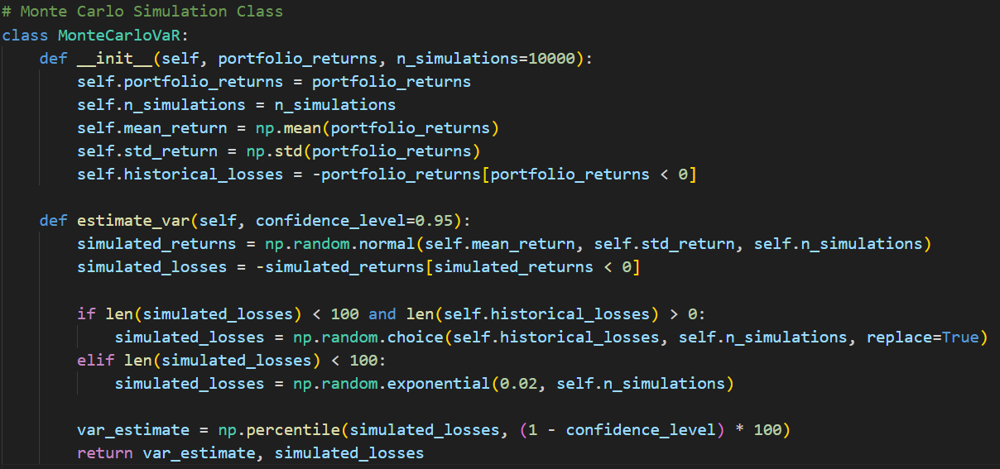 # Monte Carlo Simulation Class
class MonteCarloVaR:
    def __init__(self, portfolio_returns, n_simulations=10000):
        self.portfolio_returns = portfolio_returns
        self.n_simulations = n_simulations
        self.mean_return = np.mean(portfolio_returns)
        self.std_return = np.std(portfolio_returns)
        self.historical_losses = -portfolio_returns[portfolio_returns < 0]

    def estimate_var(self, confidence_level=0.95):
        simulated_returns = np.random.normal(self.mean_return, self.std_return, self.n_simulations)
        simulated_losses = -simulated_returns[simulated_returns < 0]

        if len(simulated_losses) < 100 and len(self.historical_losses) > 0:
            simulated_losses = np.random.choice(self.historical_losses, self.n_simulations, replace=True)
        elif len(simulated_losses) < 100:
            simulated_losses = np.random.exponential(0.02, self.n_simulations)

        var_estimate = np.percentile(simulated_losses, (1 - confidence_level) * 100)
        return var_estimate, simulated_losses